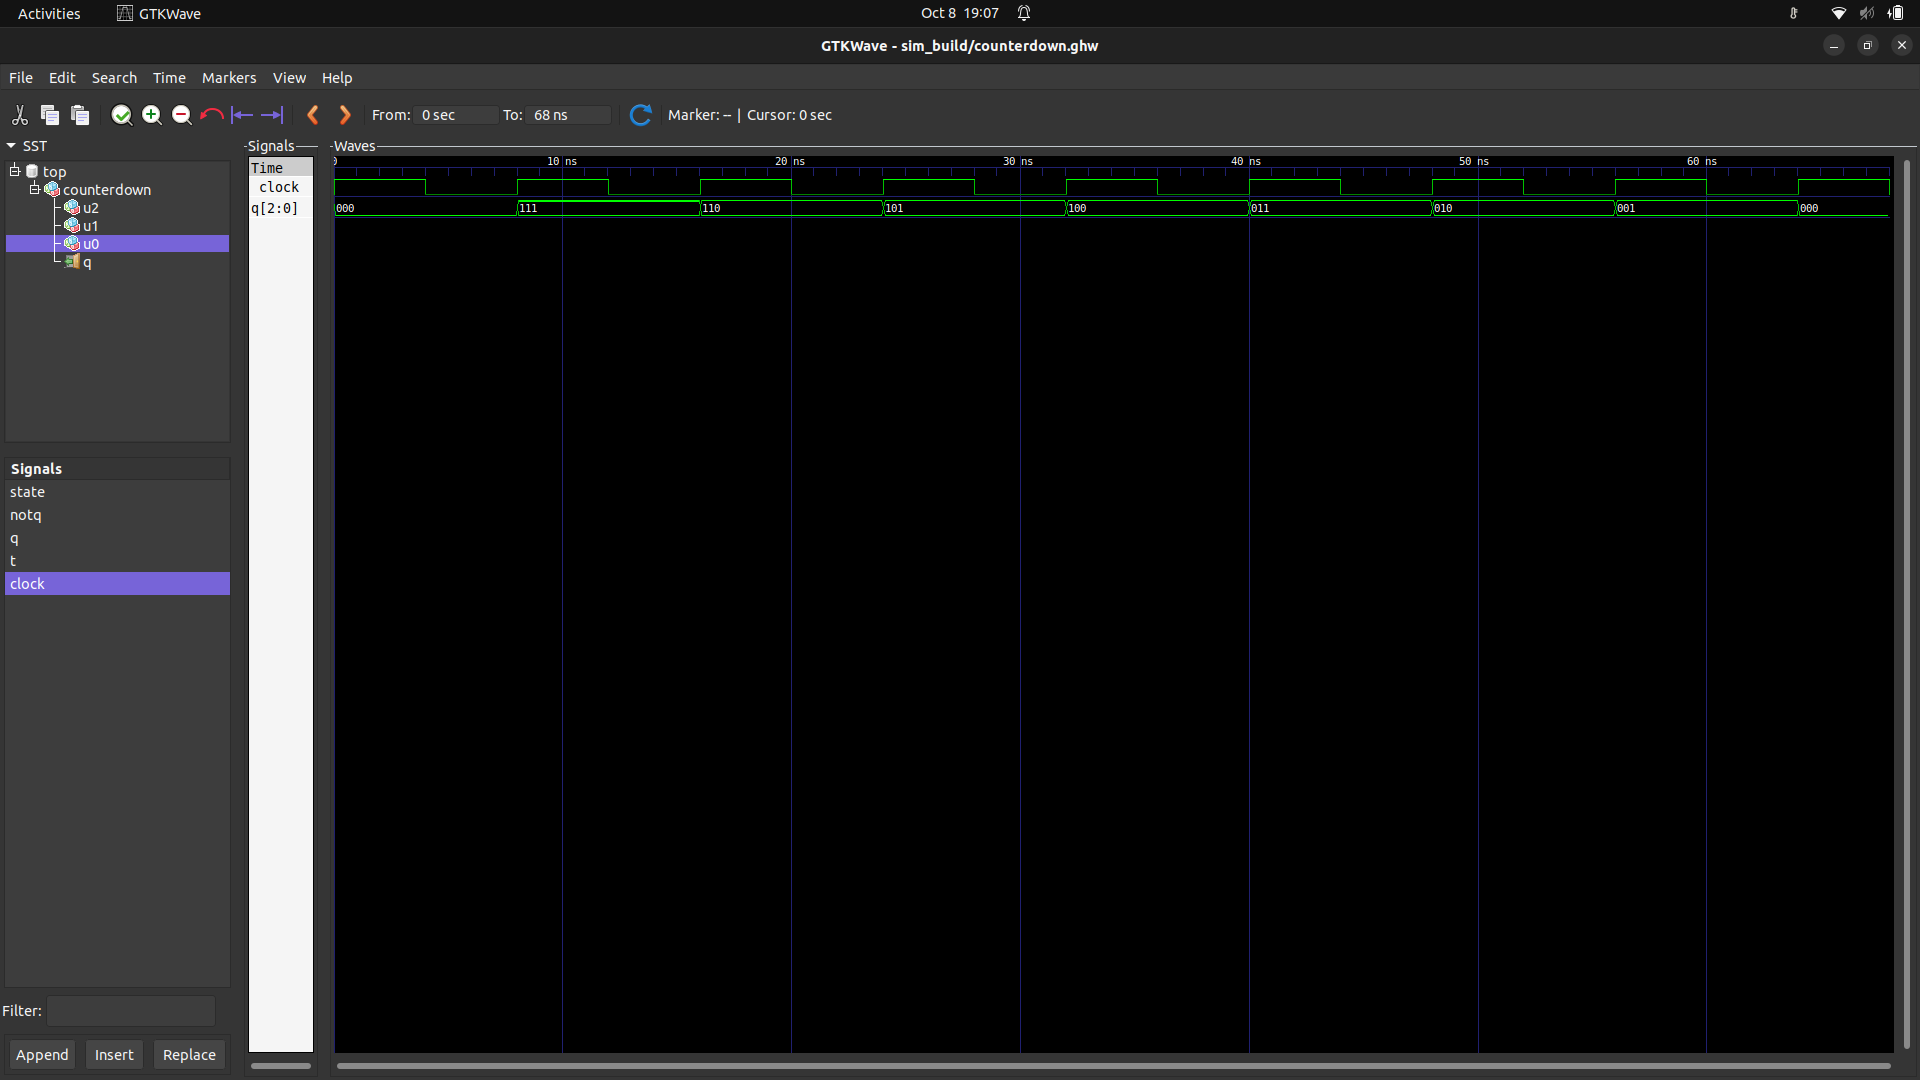 Activities GTKWave Oct 8 19:07
GTKWave - sim_build/counterdown.ghw
File Edit Search Time Markers View Help
From: 0 sec To: 68 ns Marker: -- | Cursor: 0 sec
SST
top
counterdown
u2
u1
u0
q
Signals
Time
clock
q[2:0]
Waves
0 10 ns 20 ns 30 ns 40 ns 50 ns 60 ns
000 111 110 101 100 011 010 001 000
Signals
state
notq
q
t
clock
Filter:
Append Insert Replace